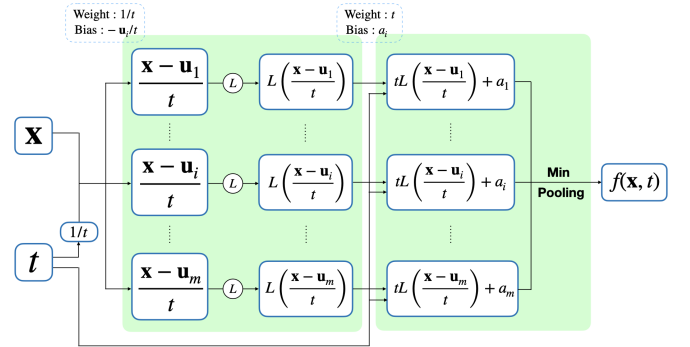 Weight : 1/t
Bias : − u_i/t
Weight : t
Bias : a_i
x
t
1/t
(x − u_1)/t
L
L((x − u_1)/t)
tL((x − u_1)/t) + a_1
(x − u_i)/t
L
L((x − u_i)/t)
tL((x − u_i)/t) + a_i
(x − u_m)/t
L
L((x − u_m)/t)
tL((x − u_m)/t) + a_m
Min
Pooling
f(x, t)